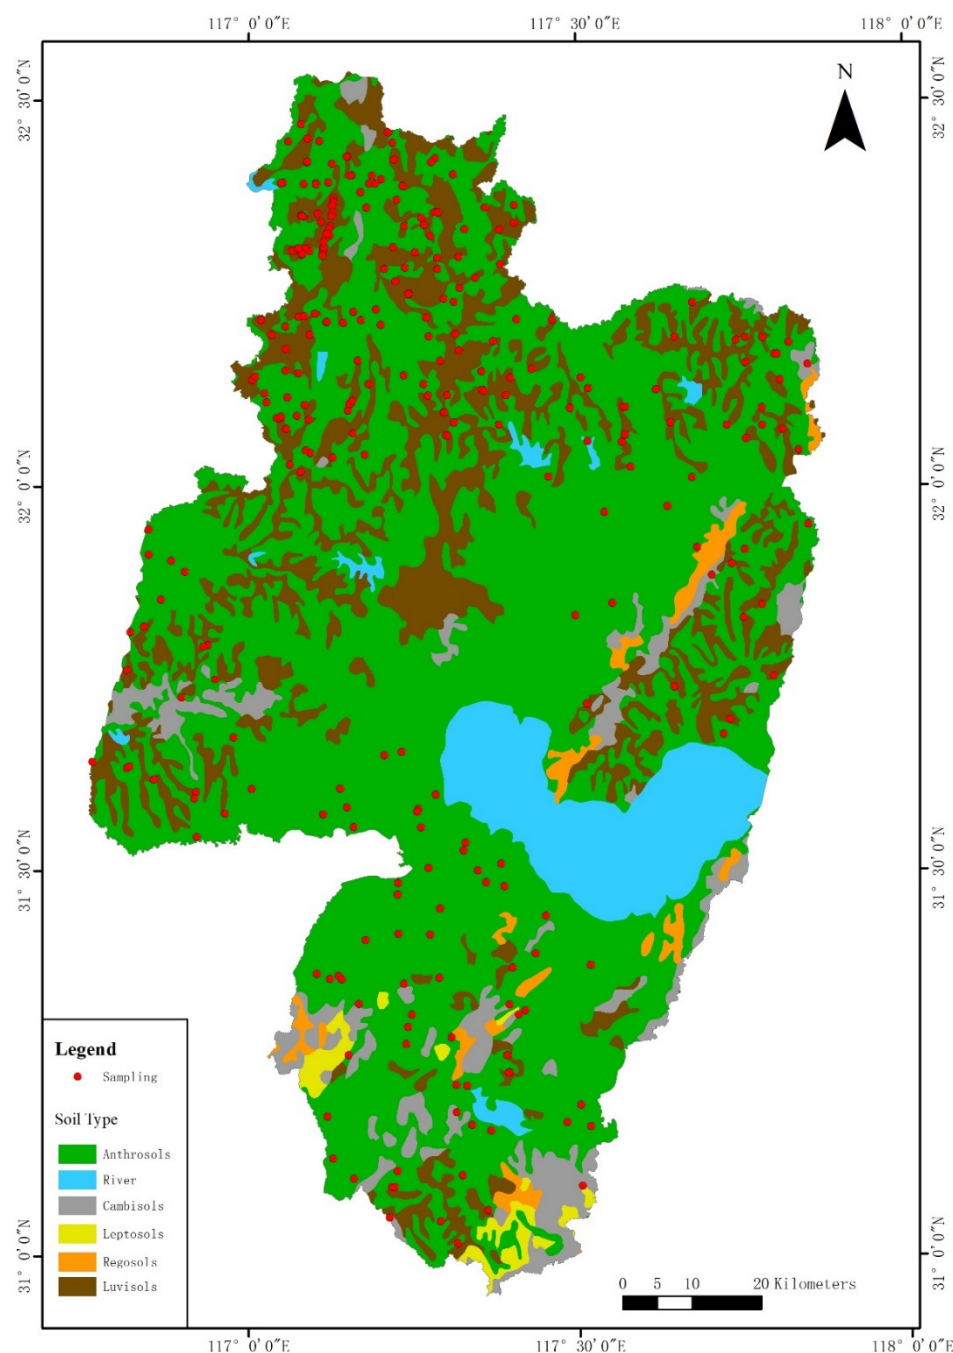 117° 0′0″E 117° 30′0″E 118° 0′0″E
N
32° 30′0″N 32° 30′0″N
32° 0′0″N 32° 0′0″N
31° 30′0″N 31° 30′0″N
31° 0′0″N 31° 0′0″N
Legend
Sampling
Soil Type
Anthrosols
River
Cambisols
Leptosols
Regosols
Luvisols
0 5 10 20 Kilometers
117° 0′0″E 117° 30′0″E 118° 0′0″E